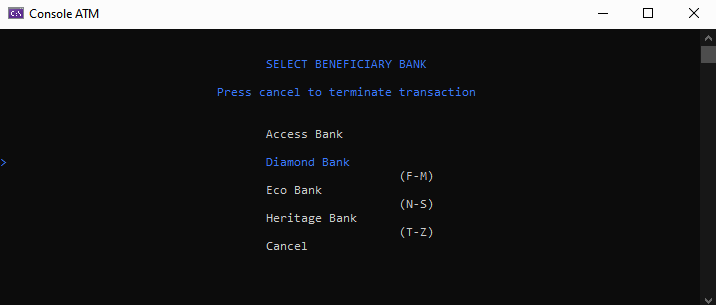 Console ATM
SELECT BENEFICIARY BANK
Press cancel to terminate transaction
Access Bank
> Diamond Bank
(F-M)
Eco Bank
(N-S)
Heritage Bank
(T-Z)
Cancel